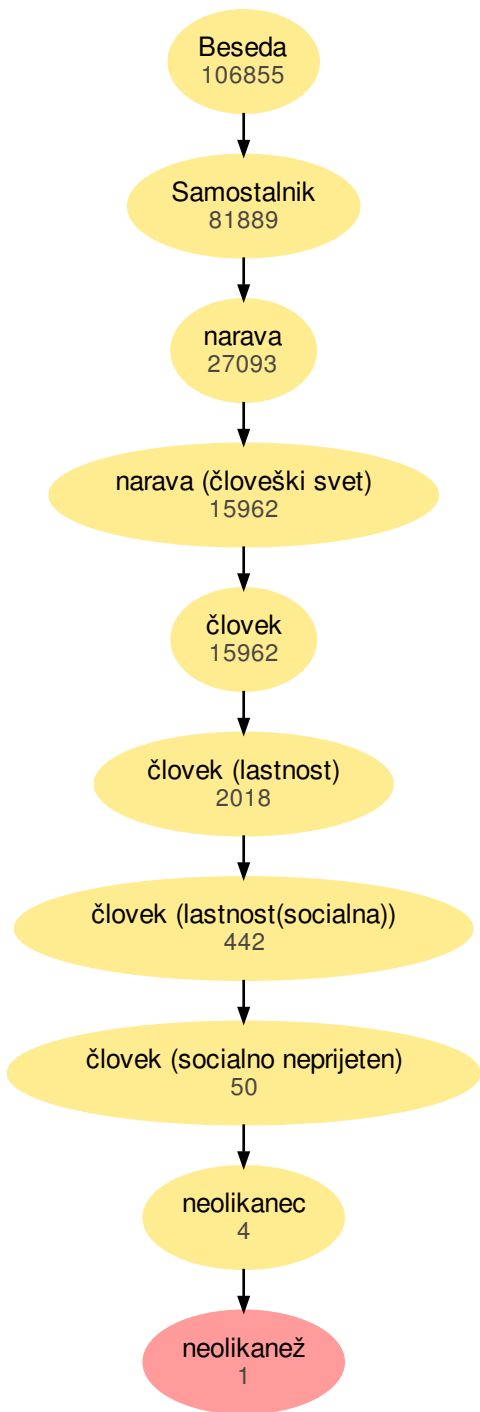 Beseda
106855
Samostalnik
81889
narava
27093
narava (človeški svet)
15962
človek
15962
človek (lastnost)
2018
človek (lastnost(socialna))
442
človek (socialno neprijeten)
50
neolikanec
4
neolikanež
1